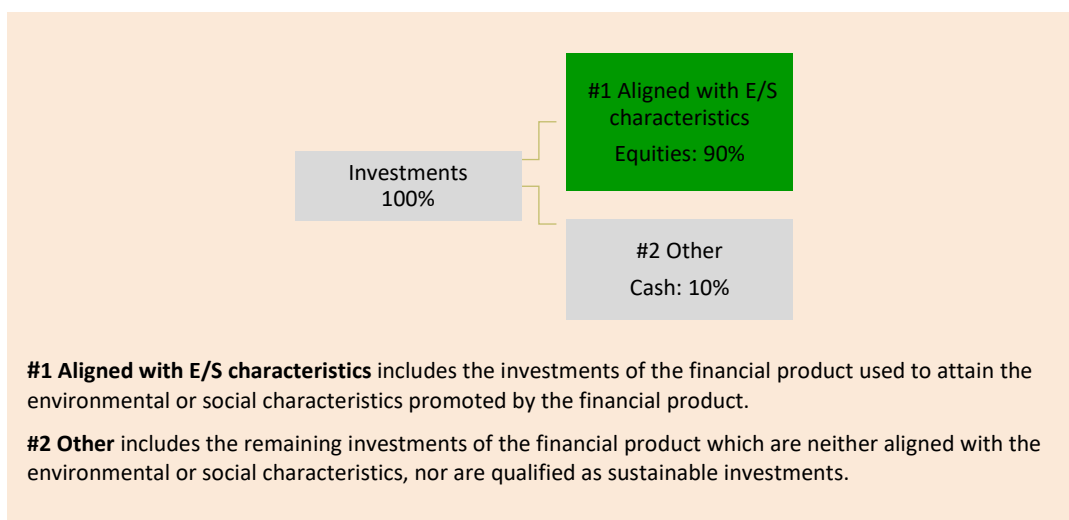 #1 Aligned with E/S
characteristics
Equities: 90%
Investments
100%
#2 Other
Cash: 10%
#1 Aligned with E/S characteristics includes the investments of the financial product used to attain the
environmental or social characteristics promoted by the financial product.
#2 Other includes the remaining investments of the financial product which are neither aligned with the
environmental or social characteristics, nor are qualified as sustainable investments.